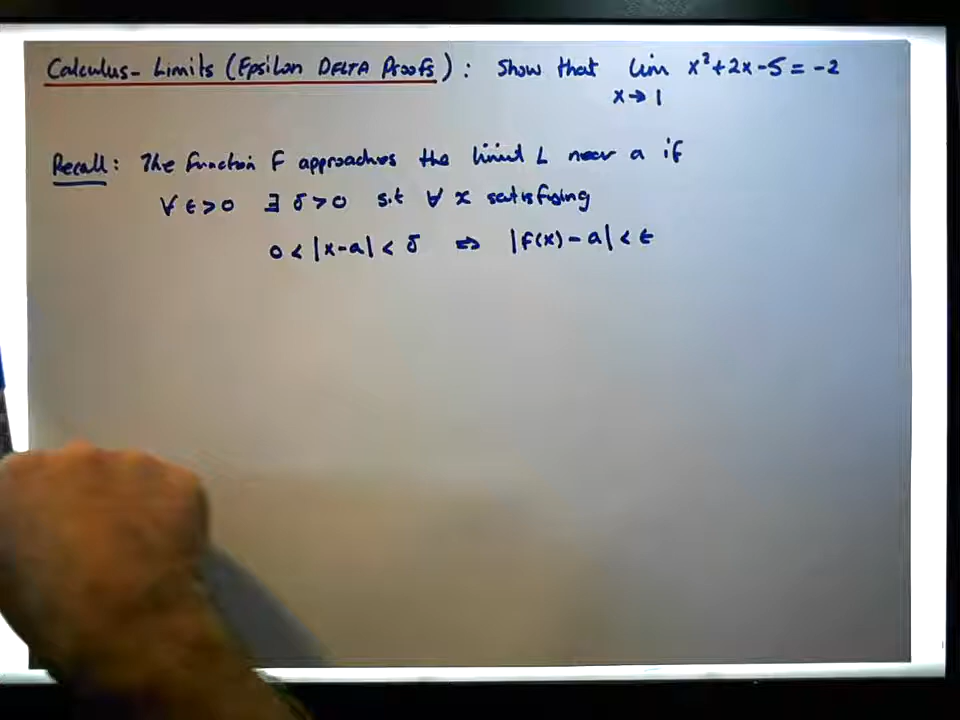 Calculus - Limits (Epsilon DELTA Proofs) : Show that lim x²+2x-5 = -2
x→1
Recall: The function F approaches the limit L near a if
∀ ε>0 ∃ δ>0 s.t ∀ x satisfying
0 < |x-a| < δ ⇒ |F(x) - a| < ε